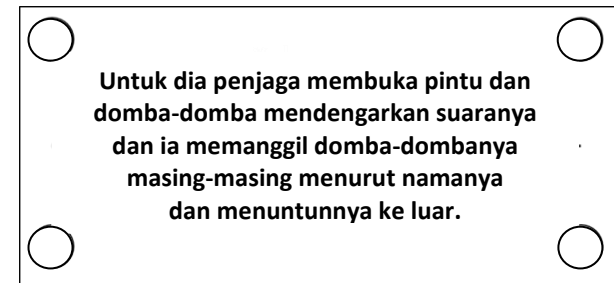 Untuk dia penjaga membuka pintu dan
domba-domba mendengarkan suaranya
dan ia memanggil domba-dombanya
masing-masing menurut namanya
dan menuntunnya ke luar.